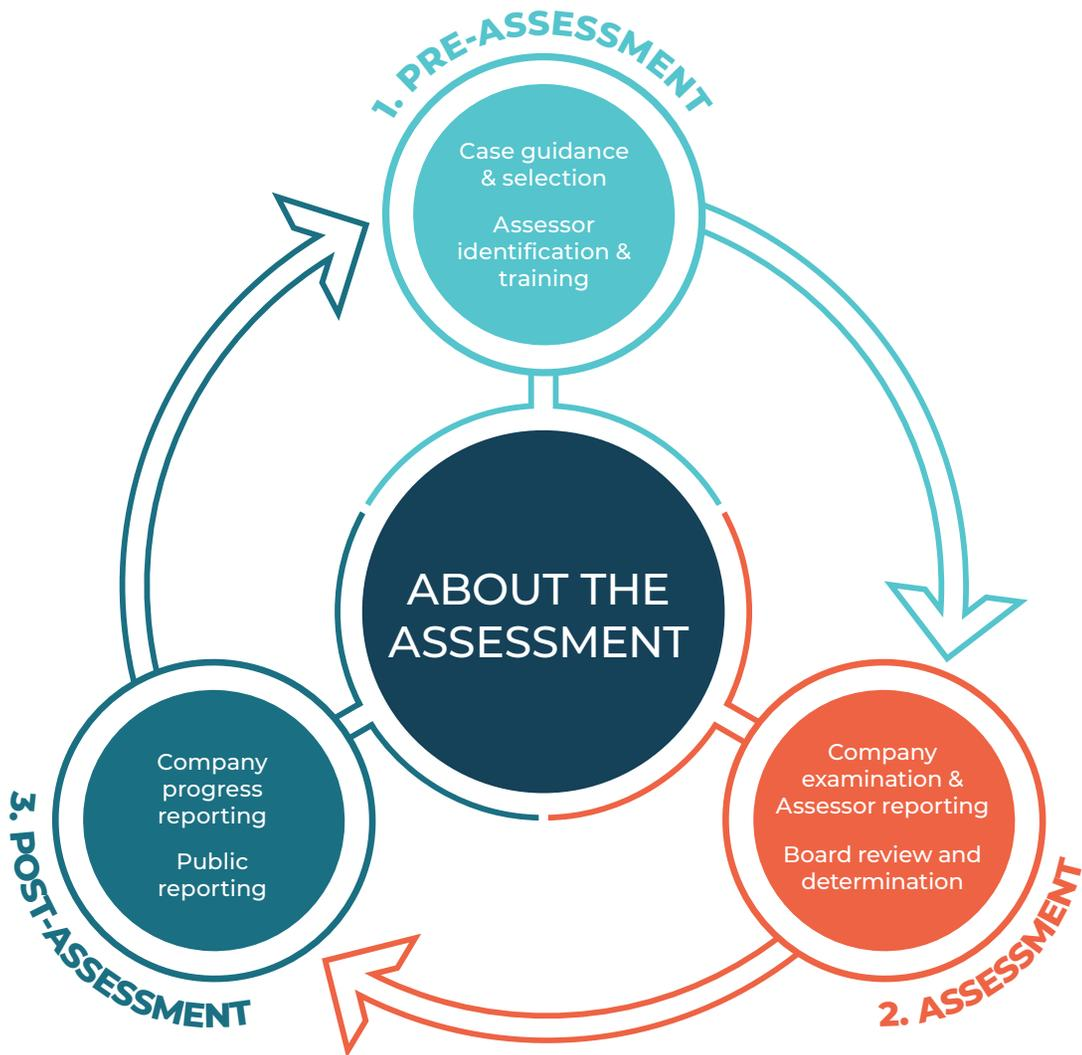 1. PRE-ASSESSMENT
Case guidance
& selection
Assessor
identification &
training
ABOUT THE
ASSESSMENT
Company
examination &
Assessor reporting
Board review and
determination
2. ASSESSMENT
Company
progress
reporting
Public
reporting
3. POST-ASSESSMENT